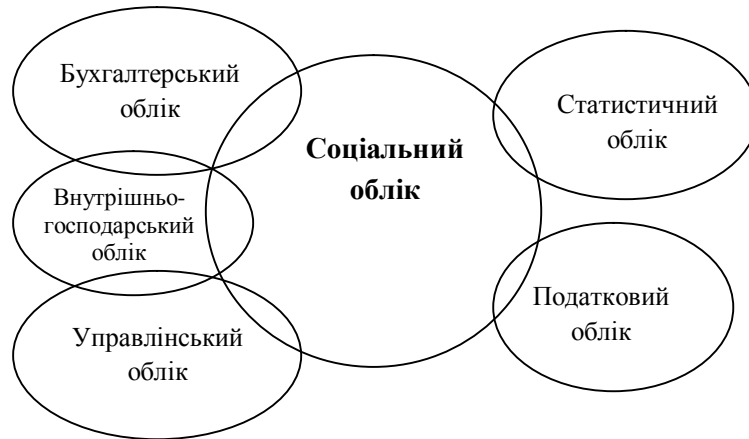 Бухгалтерський
облік
Соціальний
облік
Статистичний
облік
Внутрішньо-
господарський
облік
Податковий
облік
Управлінський
облік